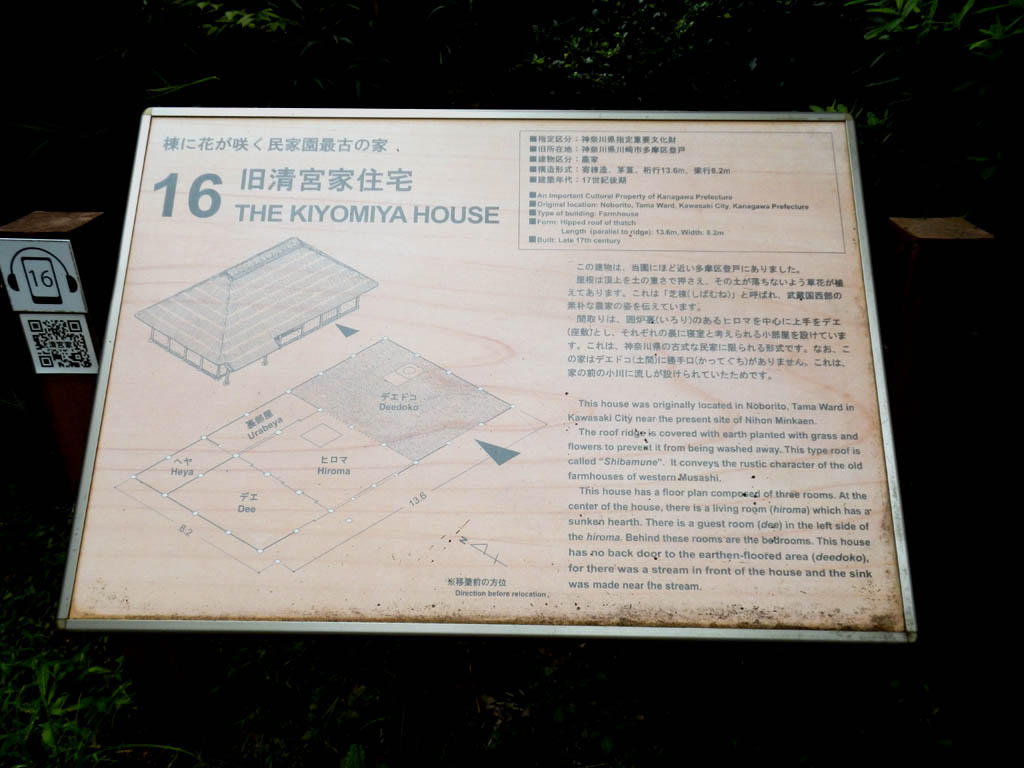 棟に花が咲く民家園最古の家
16 旧清宮家住宅
THE KIYOMIYA HOUSE
■指定区分：神奈川県指定重要文化財
■旧所在地：神奈川県川崎市多摩区登戸
■建物区分：農家
■構造形式：寄棟造、茅葺、桁行13.6m、梁行8.2m
■建築年代：17世紀後期
■An Important Cultural Property of Kanagawa Prefecture
■Original location: Noborito, Tama Ward, Kawasaki City, Kanagawa Prefecture
■Type of building: Farmhouse
■Form: Hipped roof of thatch
Length (parallel to ridge): 13.6m, Width: 8.2m
■Built: Late 17th century
この建物は、当園にほど近い多摩区登戸にありました。
屋根は頂上を土の重さで押さえ、その土が落ちないよう草花が植
えてあります。これは「芝棟(しばむね)」と呼ばれ、武蔵国西部の
素朴な農家の姿を伝えています。
間取りは、囲炉裏(いろり)のあるヒロマを中心に上手をデエ
(座敷)とし、それぞれの裏に寝室と考えられる小部屋を設けていま
す。これは、神奈川県の古式な民家に限られる形式です。なお、こ
の家はデエドコ(土間)に勝手口(かってぐち)がありません。これは、
家の前の小川に流しが設けられていたためです。
This house was originally located in Noborito, Tama Ward in
Kawasaki City near the present site of Nihon Minkaen.
The roof ridge is covered with earth planted with grass and
flowers to prevent it from being washed away. This type roof is
called "Shibamune". It conveys the rustic character of the old
farmhouses of western Musashi.
This house has a floor plan composed of three rooms. At the
center of the house, there is a living room (hiroma) which has a
sunken hearth. There is a guest room (dee) in the left side of
the hiroma. Behind these rooms are the bedrooms. This house
has no back door to the earthen-floored area (deedoko),
for there was a stream in front of the house and the sink
was made near the stream.
デエドコ
Deedoko
裏部屋
Urabeya
ヘヤ
Heya
ヒロマ
Hiroma
デエ
Dee
13.6
8.2
N
※移築前の方位
Direction before relocation
16
清宮家